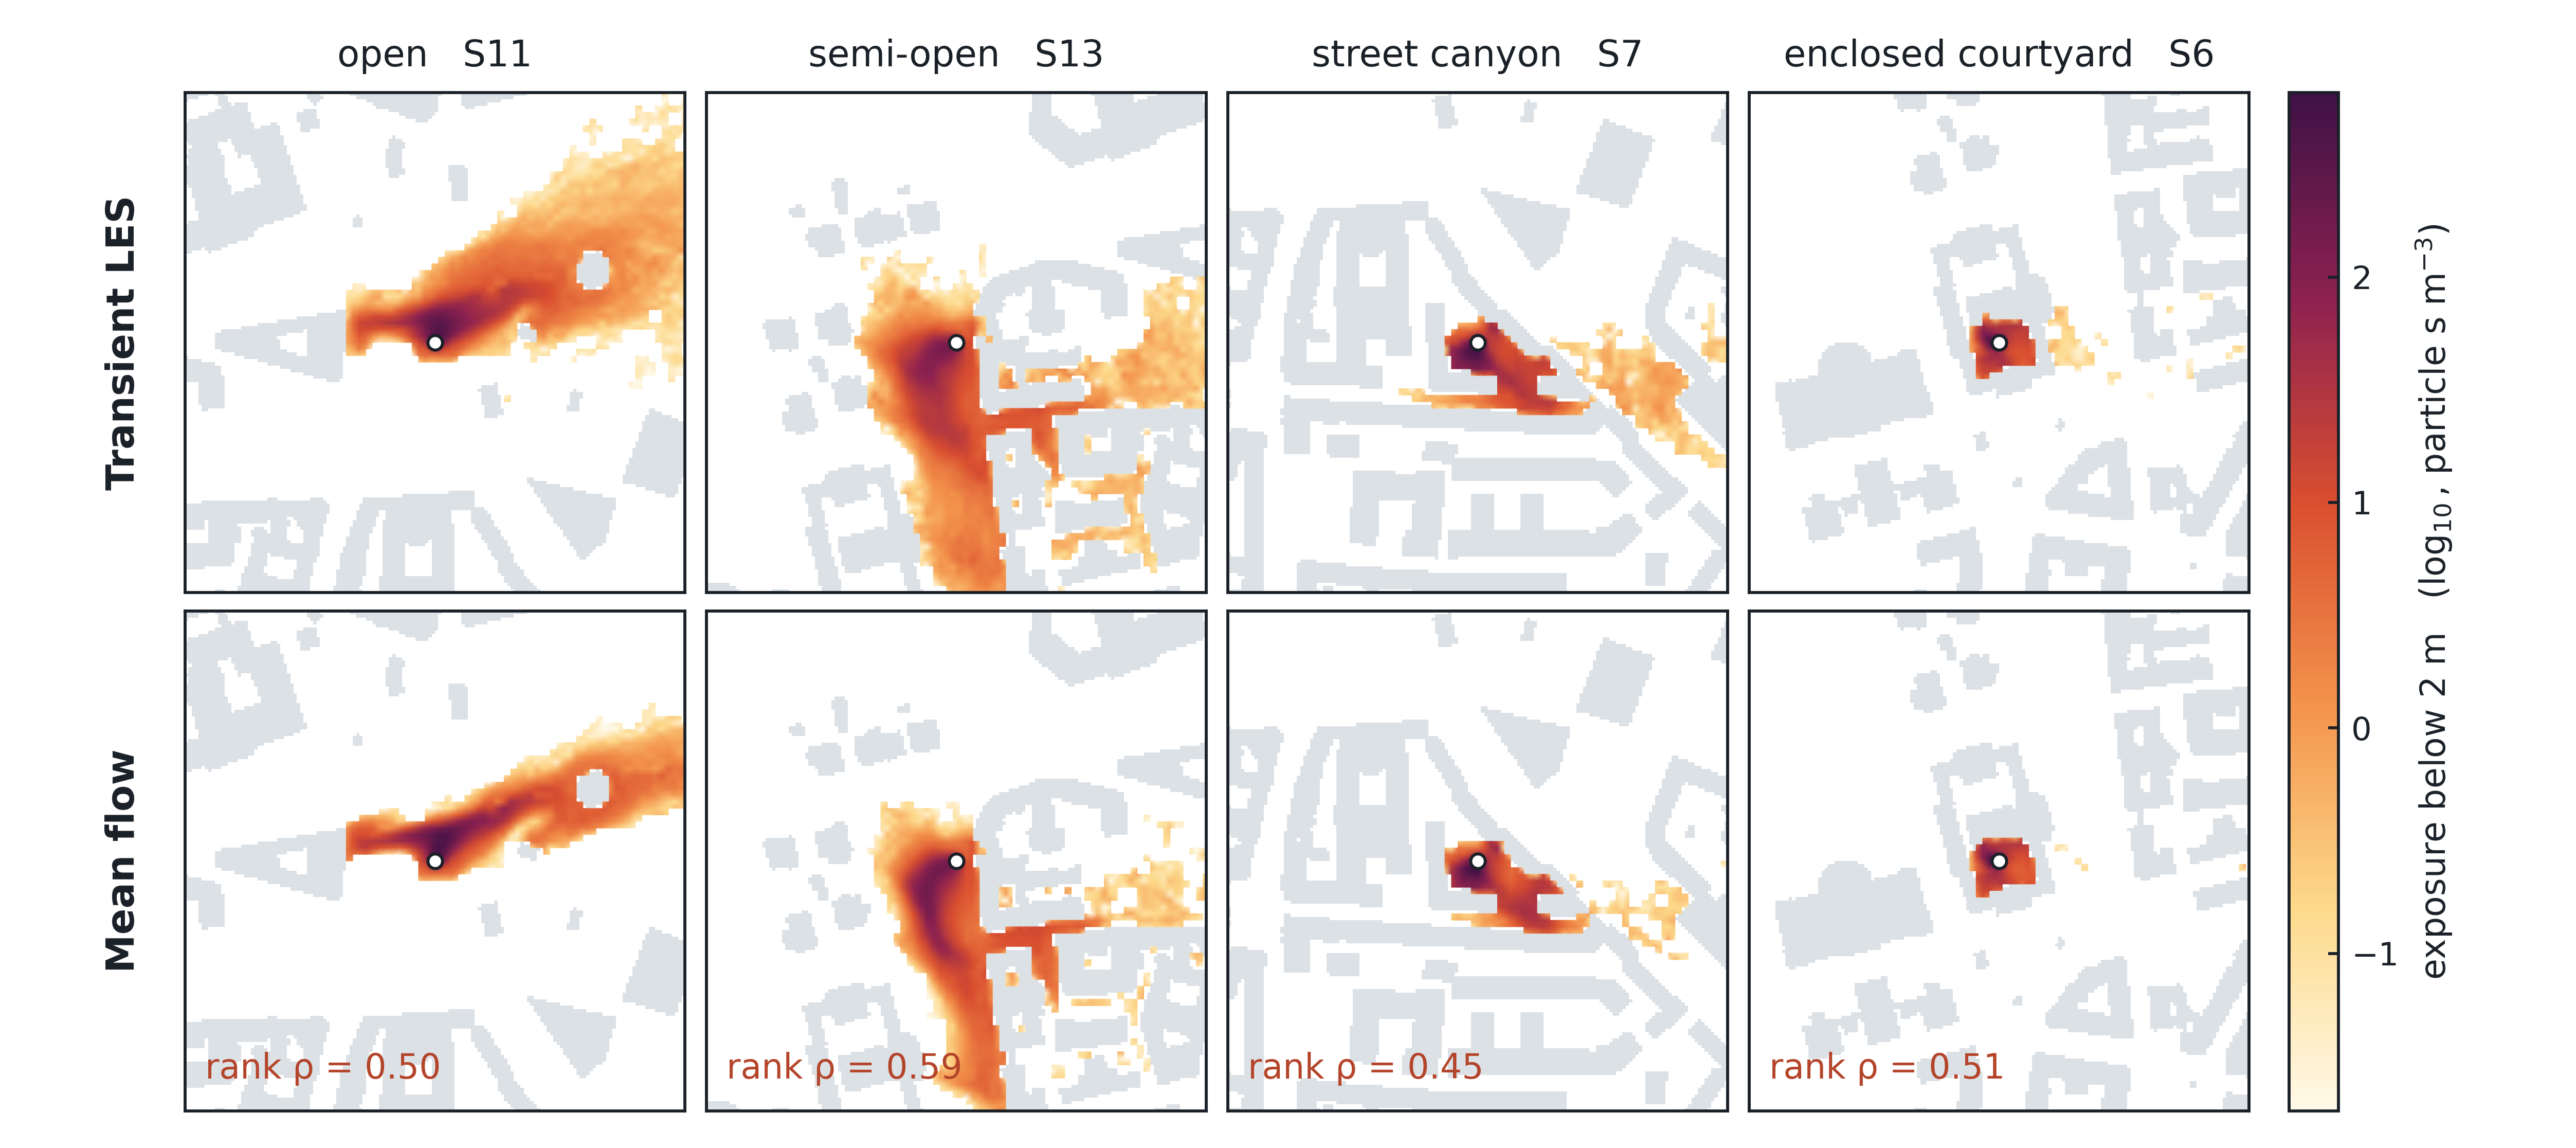 open S11
semi-open S13
street canyon S7
enclosed courtyard S6
Transient LES
Mean flow
rank ρ = 0.50
rank ρ = 0.59
rank ρ = 0.45
rank ρ = 0.51
2
1
0
−1
exposure below 2 m (log₁₀, particle s m⁻³)